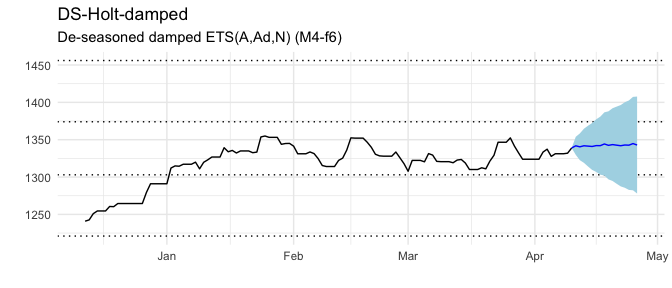 DS-Holt-damped
De-seasoned damped ETS(A,Ad,N) (M4-f6)
1450
1400
1350
1300
1250
Jan Feb Mar Apr May